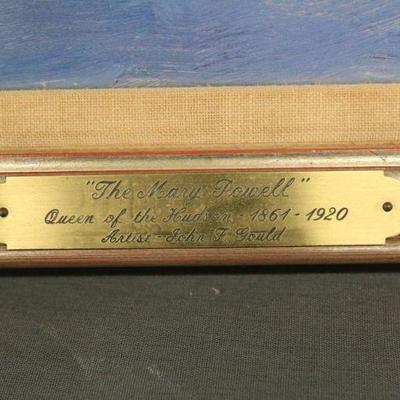 "The Mary Powell"
Queen of the Hudson - 1861 - 1920
Artist - John F. Gould